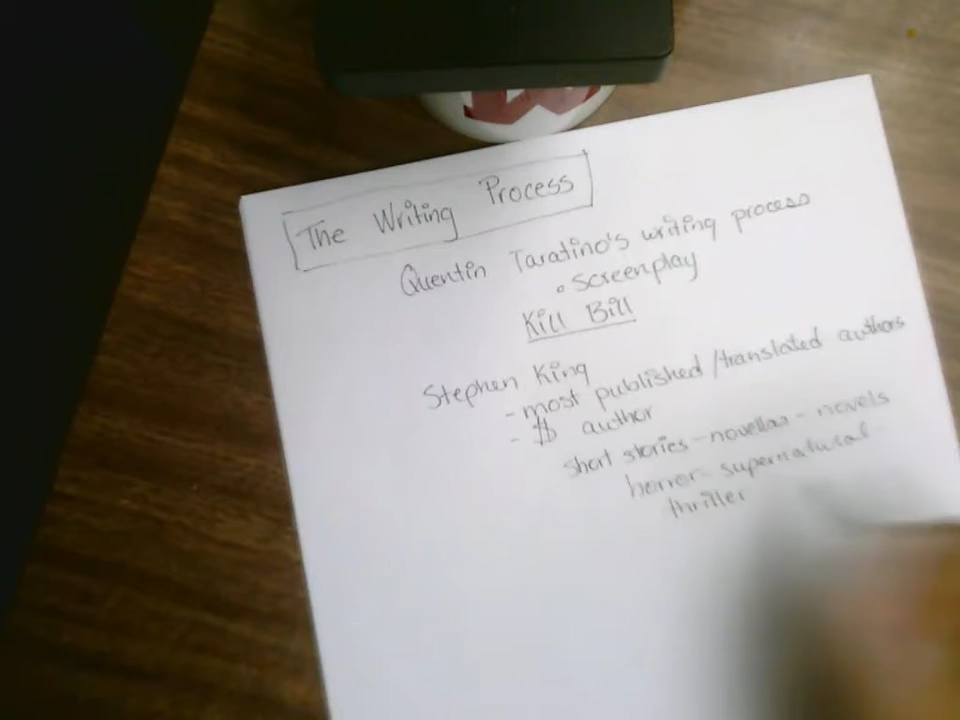 The Writing Process
Quentin Taratino's writing process
• Screenplay
Kill Bill
Stephen King
- most published/translated authors
- $ author
short stories - novellas - novels
horror - supernatural -
thriller